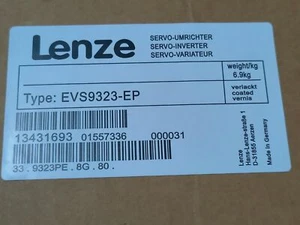 Lenze
SERVO-UMRICHTER
SERVO-INVERTER
SERVO-VARIATEUR
weight/kg
6.9kg
verlackt
coated
vernis
Type: EVS9323-EP
13431693 01557336 000031
33.9323PE.8G.80.
Lenze
Hans-Lenze-strabe 1
D-31855 Aerzen
Made in Germany